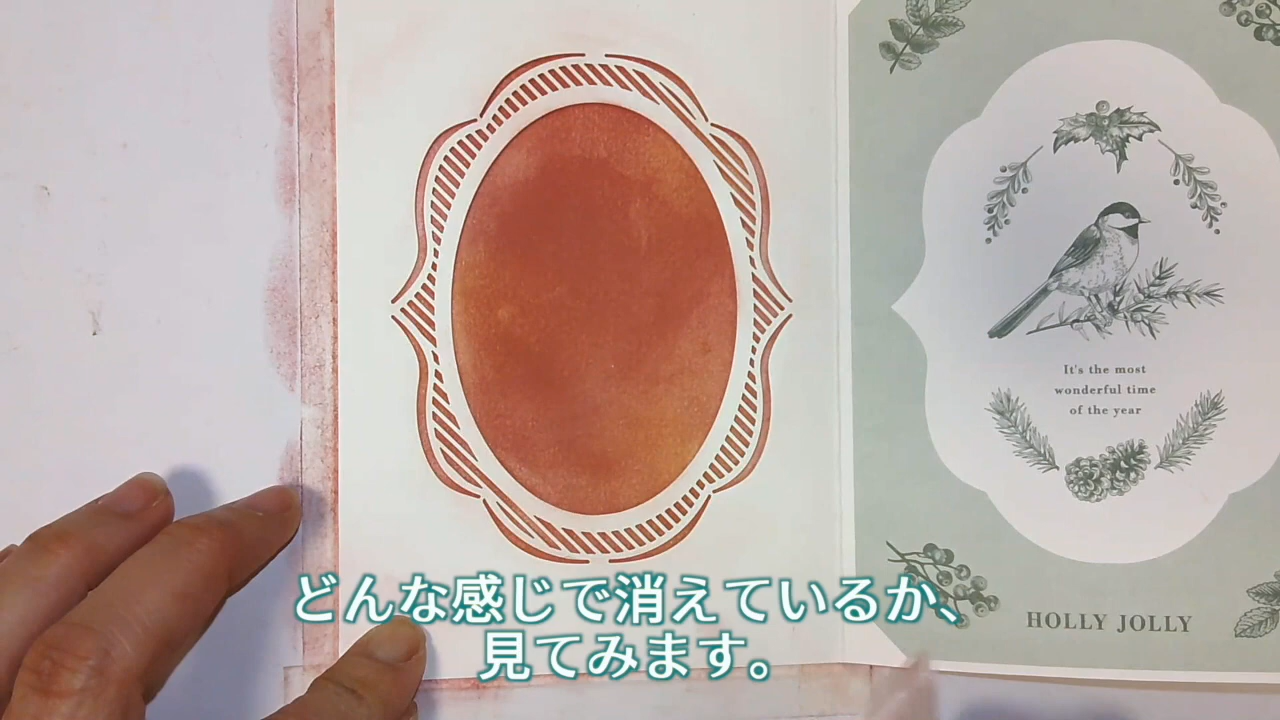 It's the most
wonderful time
of the year
HOLLY JOLLY
どんな感じで消えているか、
見てみます。